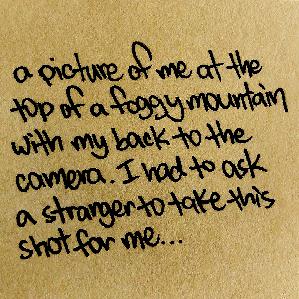 a picture of me at the
top of a foggy mountain
with my back to the
camera. I had to ask
a stranger to take this
shot for me...